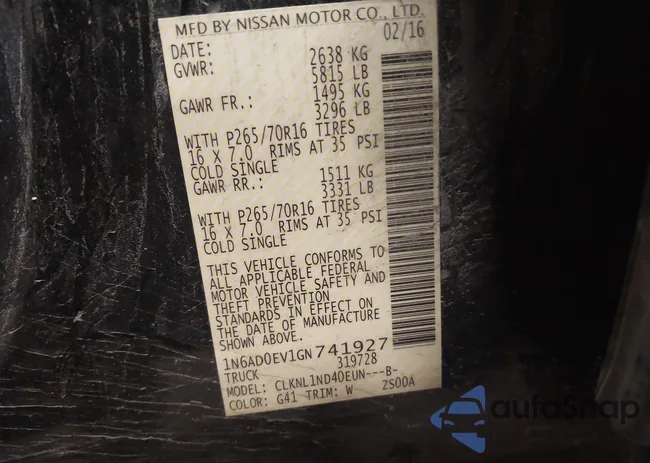 MFD BY NISSAN MOTOR CO., LTD.
DATE: 02/16
GVWR: 2638 KG
5815 LB
GAWR FR.: 1495 KG
3296 LB
WITH P265/70R16 TIRES
16 X 7.0 RIMS AT 35 PSI
COLD SINGLE
GAWR RR.: 1511 KG
3331 LB
WITH P265/70R16 TIRES
16 X 7.0 RIMS AT 35 PSI
COLD SINGLE
THIS VEHICLE CONFORMS TO
ALL APPLICABLE FEDERAL
MOTOR VEHICLE SAFETY AND
THEFT PREVENTION
STANDARDS IN EFFECT ON
THE DATE OF MANUFACTURE
SHOWN ABOVE.
1N6AD0EV1GN741927
TRUCK 319728
MODEL: CLKNL1ND40EUN---B-
COLOR: G41 TRIM: W ZS00A
autoSnap